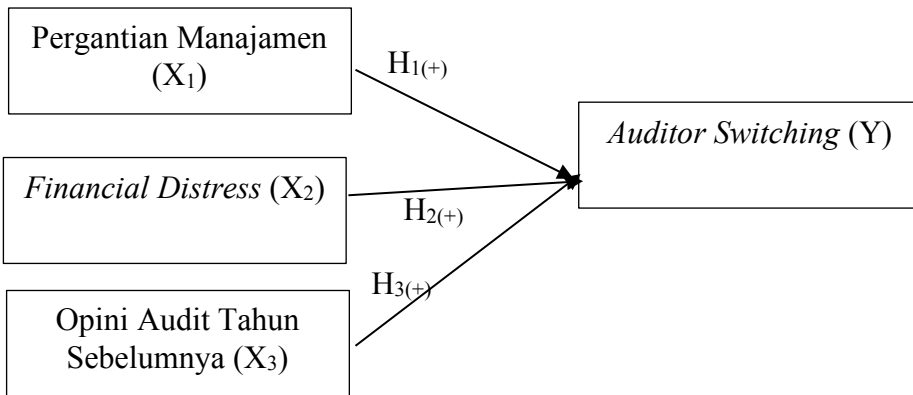 Pergantian Manajamen
(X₁)
H₁₍₊₎
Auditor Switching (Y)
Financial Distress (X₂)
H₂₍₊₎
H₃₍₊₎
Opini Audit Tahun
Sebelumnya (X₃)